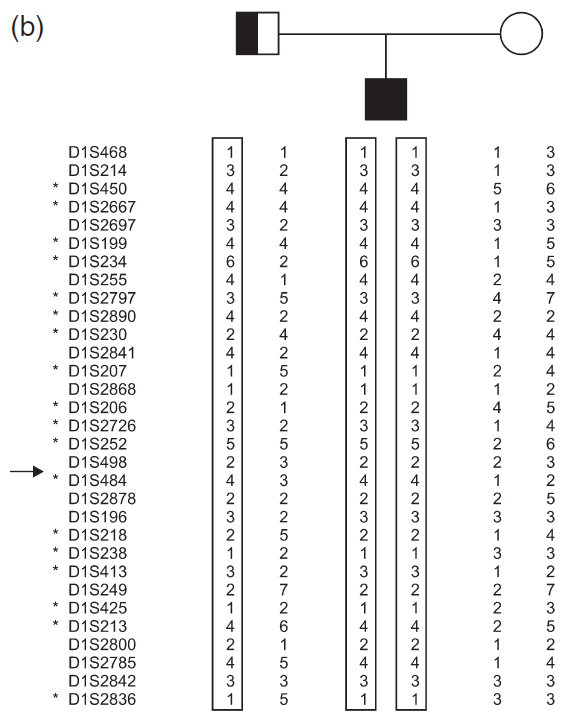 (b)
D1S468 1 1 1 1 1 3
D1S214 3 2 3 3 1 3
* D1S450 4 4 4 4 5 6
* D1S2667 4 4 4 4 1 3
D1S2697 3 2 3 3 3 3
* D1S199 4 4 4 4 1 5
* D1S234 6 2 6 6 1 5
D1S255 4 1 4 4 2 4
* D1S2797 3 5 3 3 4 7
* D1S2890 4 2 4 4 2 2
* D1S230 2 4 2 2 4 4
D1S2841 4 2 4 4 1 4
* D1S207 1 5 1 1 2 4
D1S2868 1 2 1 1 1 2
* D1S206 2 1 2 2 4 5
* D1S2726 3 2 3 3 1 4
* D1S252 5 5 5 5 2 6
D1S498 2 3 2 2 2 3
* D1S484 4 3 4 4 1 2
D1S2878 2 2 2 2 2 5
D1S196 3 2 3 3 3 3
* D1S218 2 5 2 2 1 4
* D1S238 1 2 1 1 3 3
* D1S413 3 2 3 3 1 2
D1S249 2 7 2 2 2 7
* D1S425 1 2 1 1 2 3
* D1S213 4 6 4 4 2 5
D1S2800 2 1 2 2 1 2
D1S2785 4 5 4 4 1 4
D1S2842 3 3 3 3 3 3
* D1S2836 1 5 1 1 3 3